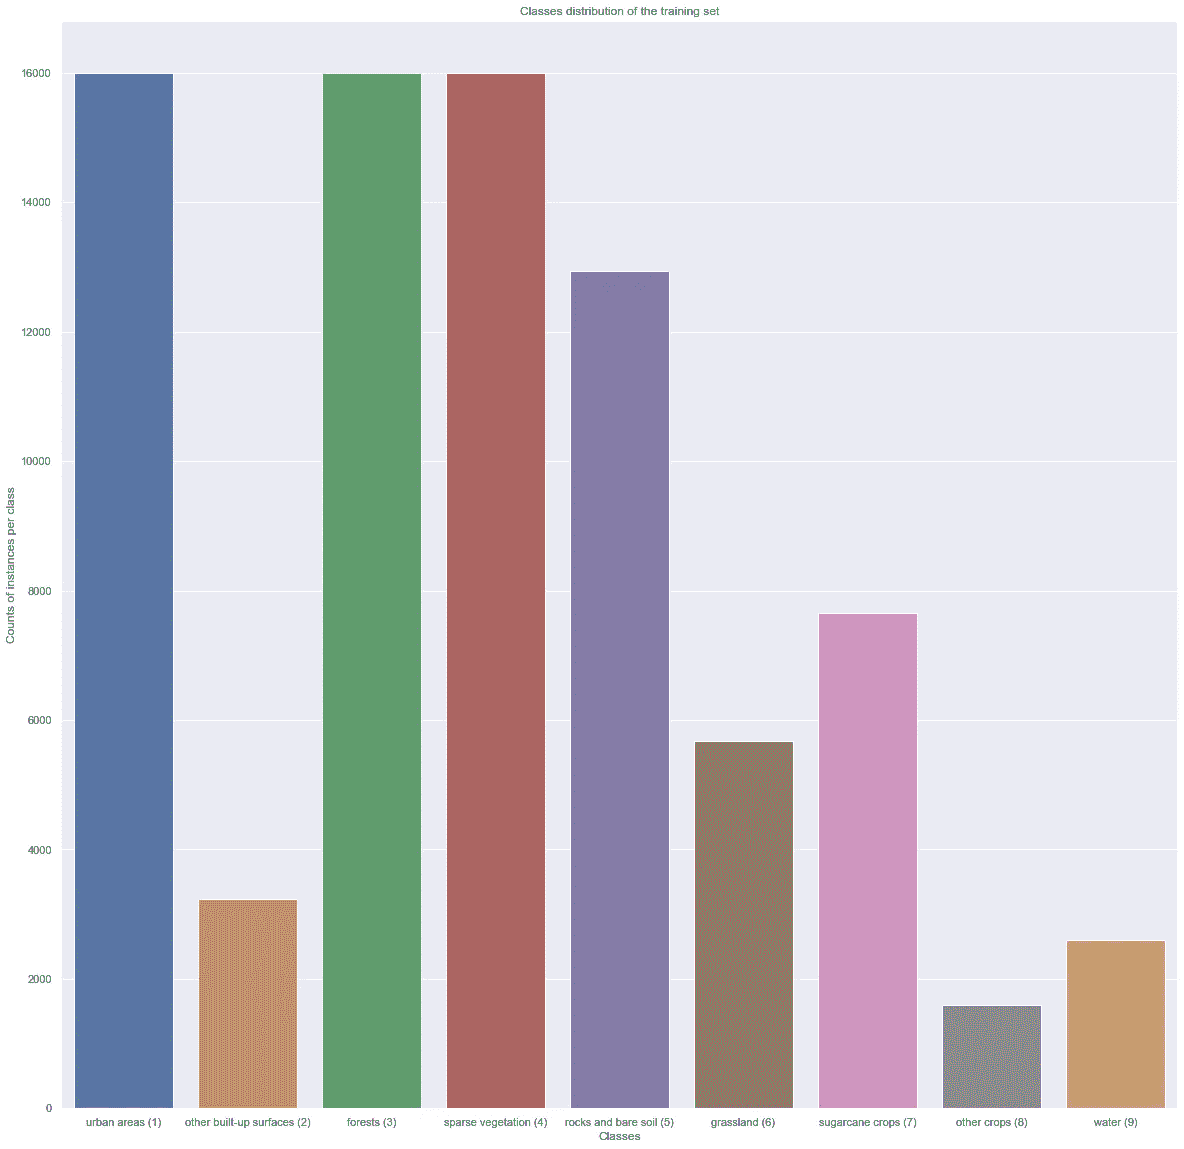 Classes distribution of the training set
16000
14000
12000
10000
8000
6000
4000
2000
0
Counts of instances per class
urban areas (1) other built-up surfaces (2) forests (3) sparse vegetation (4) rocks and bare soil (5) grassland (6) sugarcane crops (7) other crops (8) water (9)
Classes